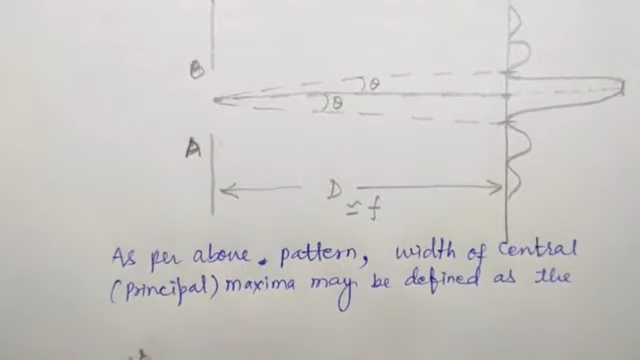 B
θ
θ
A
D
≃ f
As per above. pattern, width of central
(Principal) maxima may be defined as the